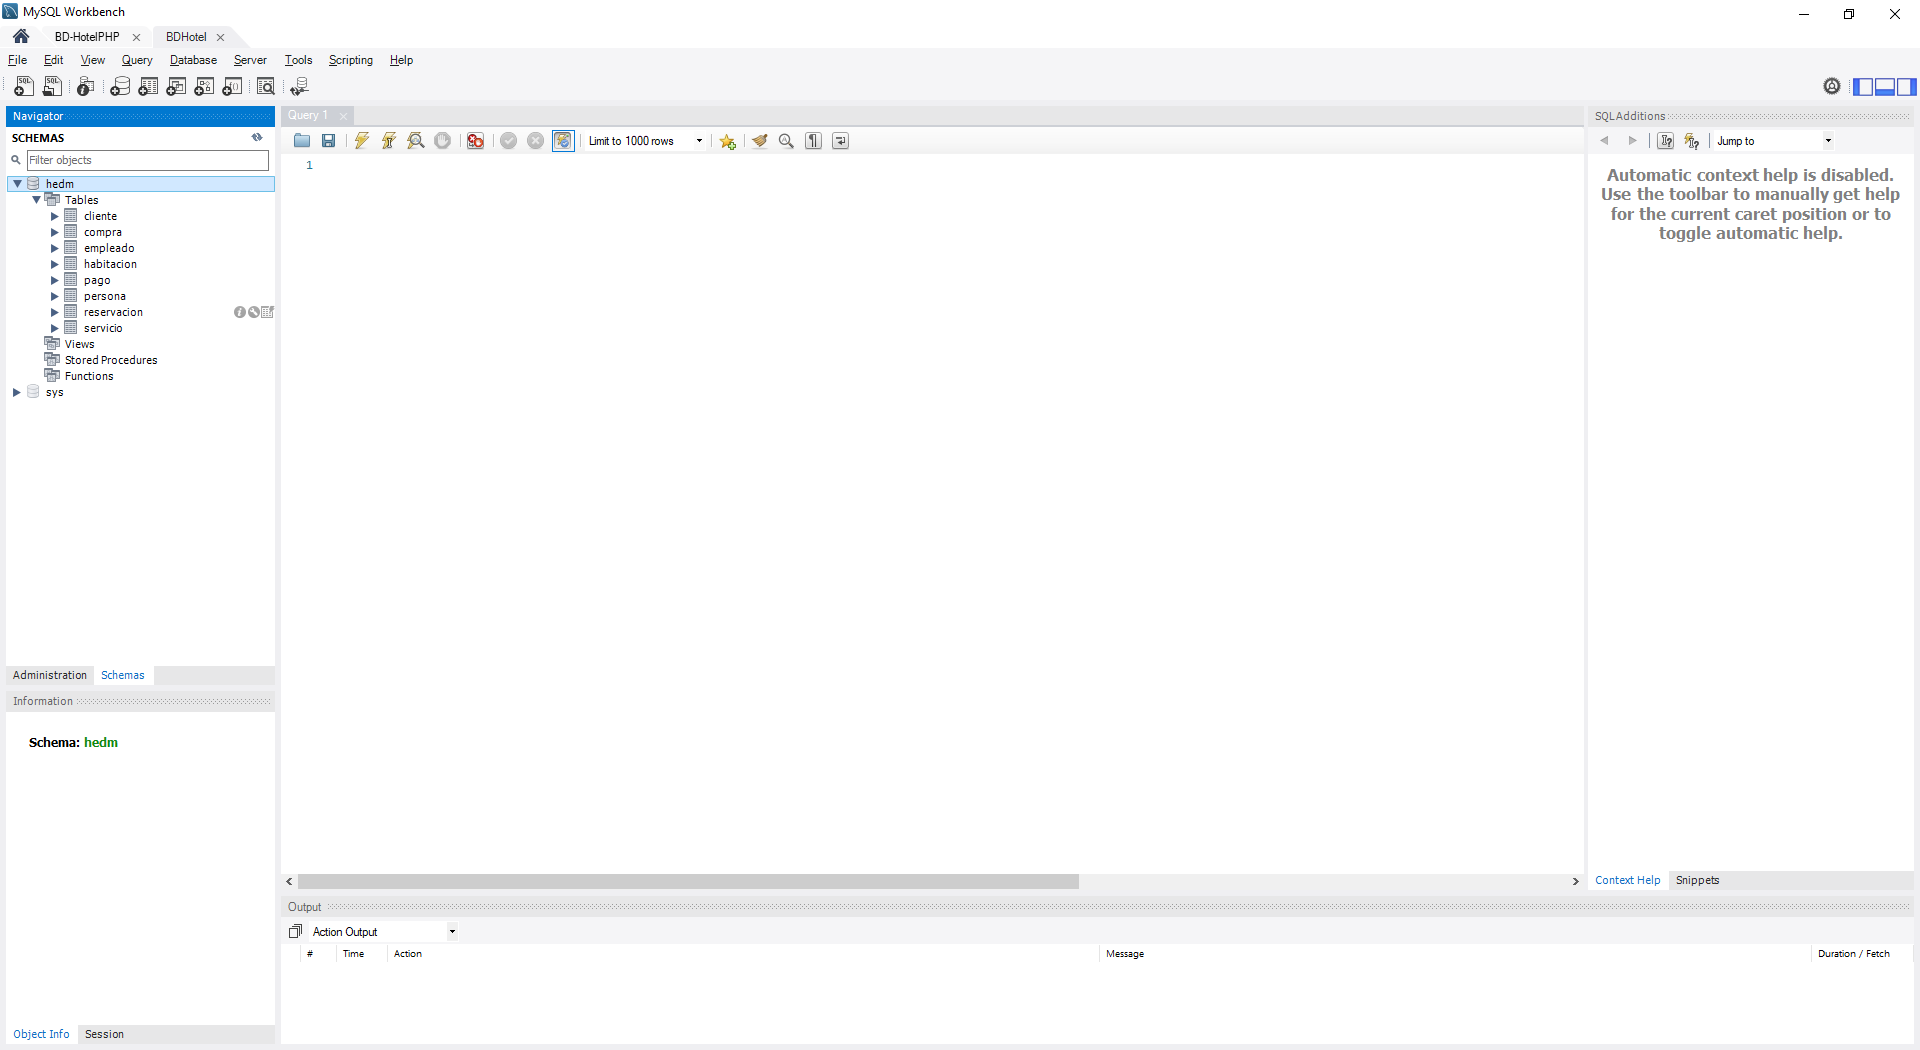 MySQL Workbench
BD-HotelPHP
BDHotel
File Edit View Query Database Server Tools Scripting Help
Navigator
SCHEMAS
Filter objects
hedm
Tables
cliente
compra
empleado
habitacion
pago
persona
reservacion
servicio
Views
Stored Procedures
Functions
sys
Administration Schemas
Information
Schema: hedm
Object Info Session
Query 1
Limit to 1000 rows
1
Output
Action Output
# Time Action Message Duration / Fetch
SQLAdditions
Jump to
Automatic context help is disabled.
Use the toolbar to manually get help
for the current caret position or to
toggle automatic help.
Context Help Snippets